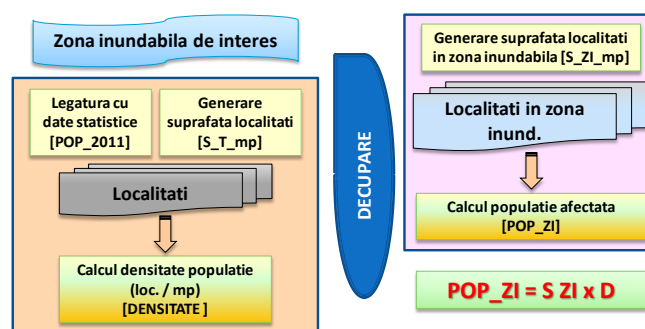 Zona inundabila de interes
Legatura cu
date statistice
[POP_2011]
Generare
suprafata localitati
[S_T_mp]
Localitati
Calcul densitate populatie
(loc. / mp)
[DENSITATE ]
DECUPARE
Generare suprafata localitati
in zona inundabila [S_ZI_mp]
Localitati in zona
inund.
Calcul populatie afectata
[POP_ZI]
POP_ZI = S ZI x D